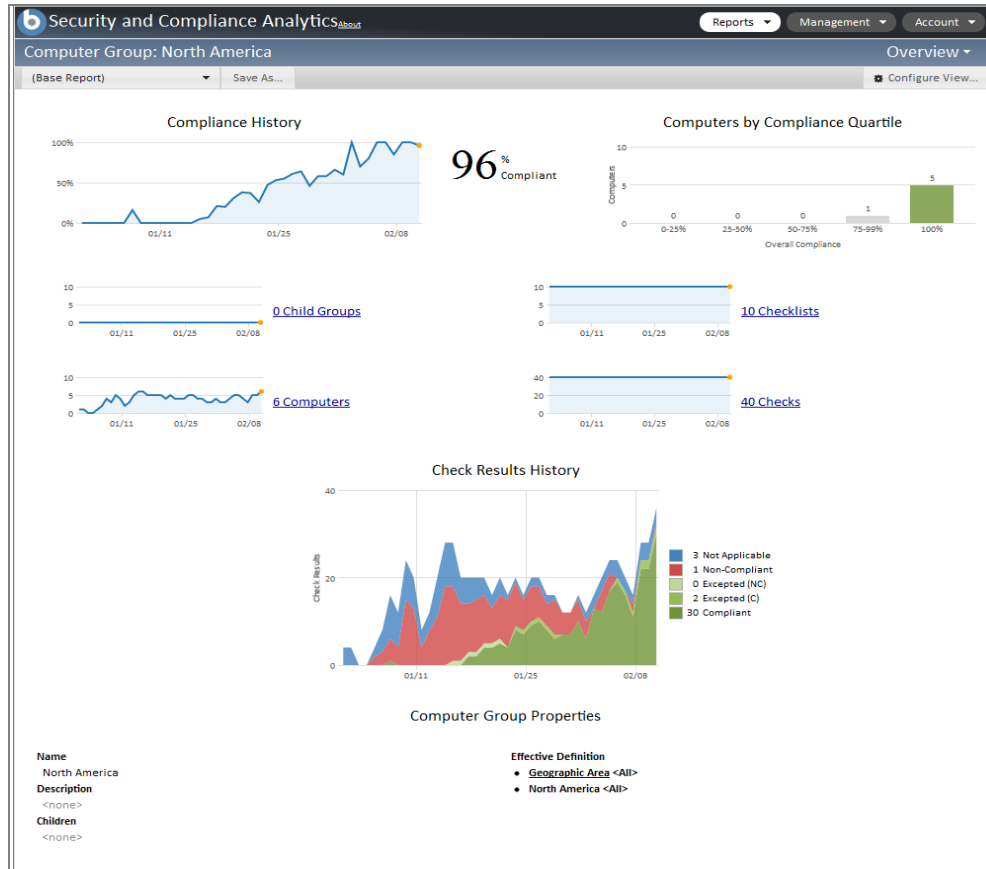 b Security and Compliance Analytics About
Reports Management Account
Computer Group: North America Overview
(Base Report) Save As... Configure View...
Compliance History
100%
50%
0%
01/11 01/25 02/08
96 % Compliant
Computers by Compliance Quartile
Computers
10
5
0
0 0 0 1 5
0-25% 25-50% 50-75% 75-99% 100%
Overall Compliance
10
5
0
01/11 01/25 02/08
0 Child Groups
10
5
0
01/11 01/25 02/08
10 Checklists
10
5
0
01/11 01/25 02/08
6 Computers
40
20
0
01/11 01/25 02/08
40 Checks
Check Results History
Check Results
40
20
0
01/11 01/25 02/08
3 Not Applicable
1 Non-Compliant
0 Excepted (NC)
2 Excepted (C)
30 Compliant
Computer Group Properties
Name
North America
Description
<none>
Children
<none>
Effective Definition
• Geographic Area <All>
• North America <All>